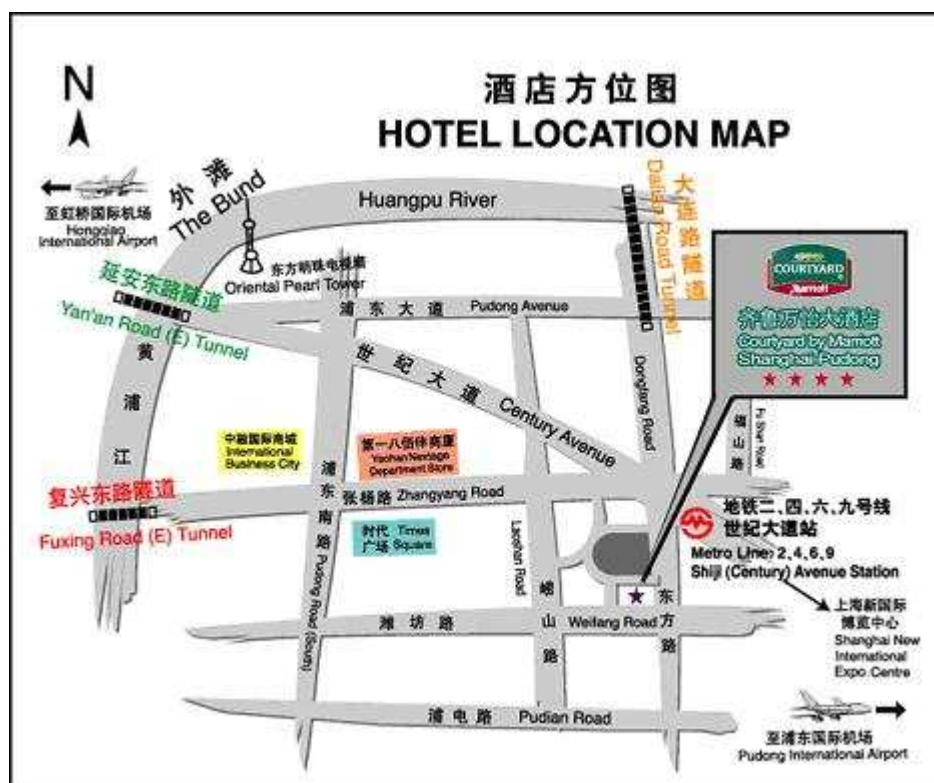 N
酒店方位图
HOTEL LOCATION MAP
至虹桥国际机场
Hongqiao
International Airport
外滩
The Bund
Huangpu River
大连路隧道
Dalian Road Tunnel
东方明珠电视塔
Oriental Pearl Tower
延安东路隧道
Yan'an Road (E) Tunnel
浦东大道 Pudong Avenue
COURTYARD
Marriott
齐鲁万怡大酒店
Courtyard by Marriott
Shanghai Pudong
黄浦江
世纪大道 Century Avenue
Dongfang Road
福山路
Fu Shan Road
中融国际商城
International
Business City
第一八佰伴商厦
Yaohan Nextage
Department Store
复兴东路隧道
Fuxing Road (E) Tunnel
浦东南路 Pudong Road (South)
张杨路 Zhangyang Road
时代 Times
广场 Square
Laoshan Road
崂山路
地铁二、四、六、九号线
世纪大道站
Metro Line: 2,4,6,9
Shiji (Century) Avenue Station
潍坊路 Weifang Road
东方路
上海新国际
博览中心
Shanghai New
International
Expo Centre
浦电路 Pudian Road
至浦东国际机场
Pudong International Airport